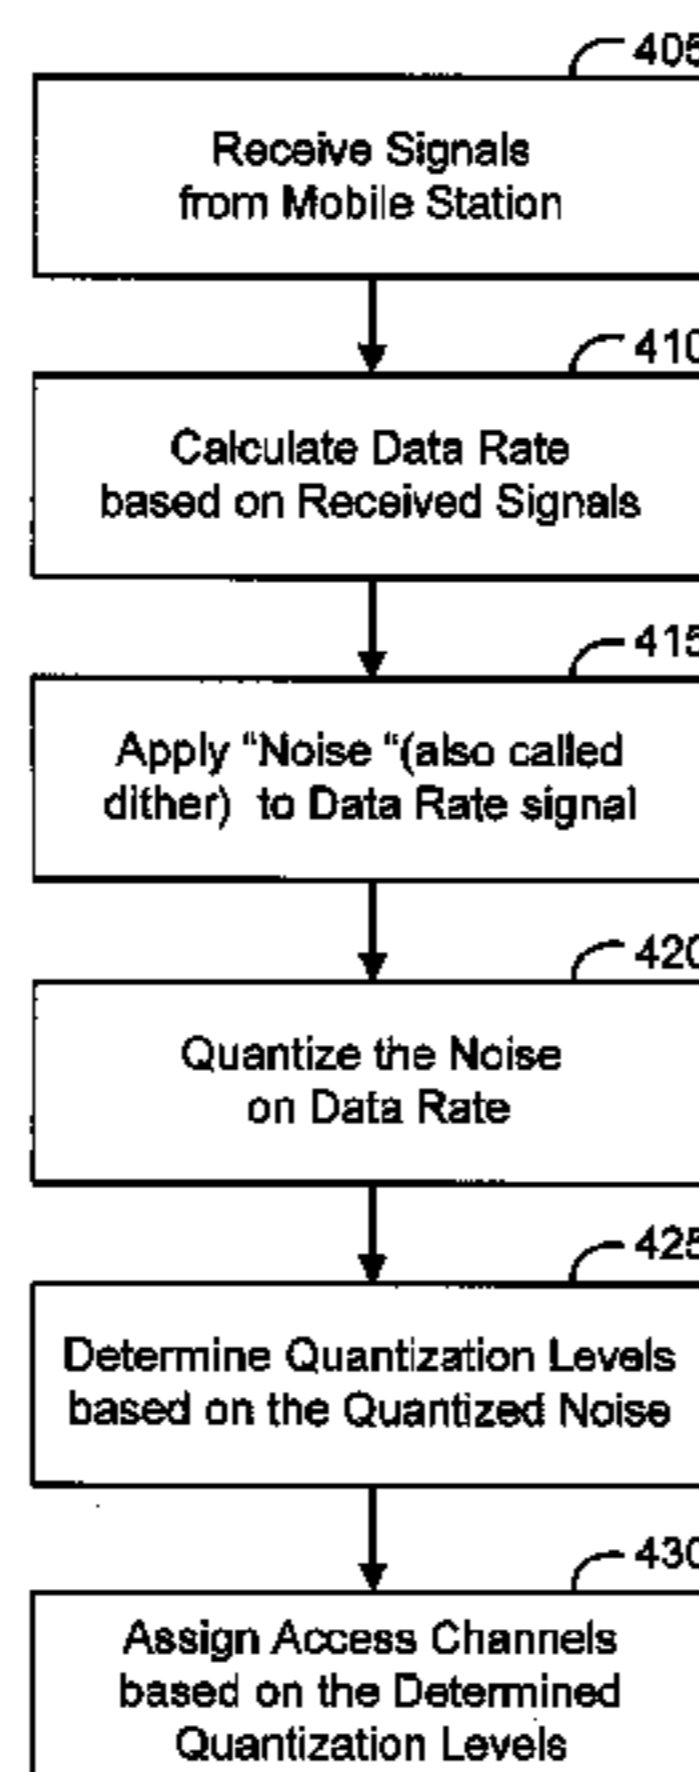 405
Receive Signals
from Mobile Station
410
Calculate Data Rate
based on Received Signals
415
Apply “Noise “(also called
dither)  to Data Rate signal
420
Quantize the Noise
on Data Rate
425
Determine Quantization Levels
based on the Quantized Noise
430
Assign Access Channels
based on the Determined
Quantization Levels